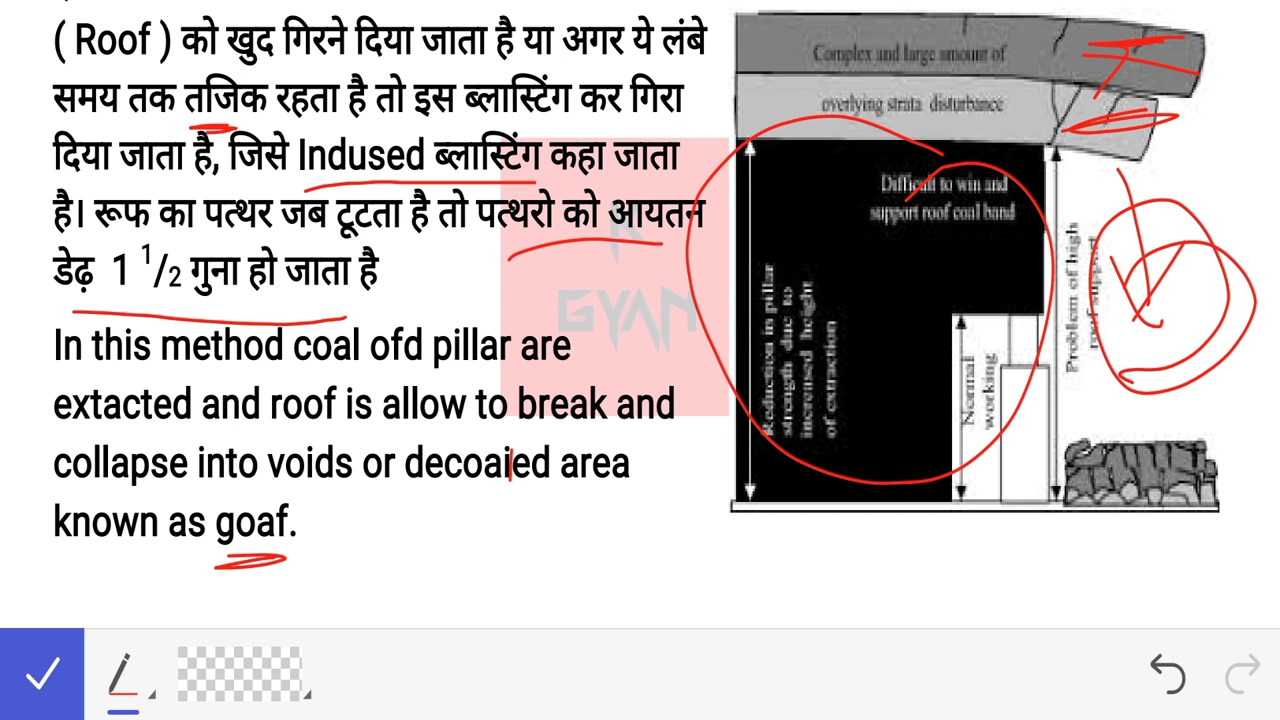 ( Roof ) को खुद गिरने दिया जाता है या अगर ये लंबे
समय तक तजिक रहता है तो इस ब्लास्टिंग कर गिरा
दिया जाता है, जिसे Indused ब्लास्टिंग कहा जाता
है। रूफ का पत्थर जब टूटता है तो पत्थरो को आयतन
डेढ़ 1 1/2 गुना हो जाता है
In this method coal ofd pillar are
extacted and roof is allow to break and
collapse into voids or decoaied area
known as goaf.
GYAN
Complex and large amount of
overlying strata disturbance
Difficult to win and
support roof coal band
Reduction in pillar
strength due to
increased height
of extraction
Normal
working
Problem of high
roof support